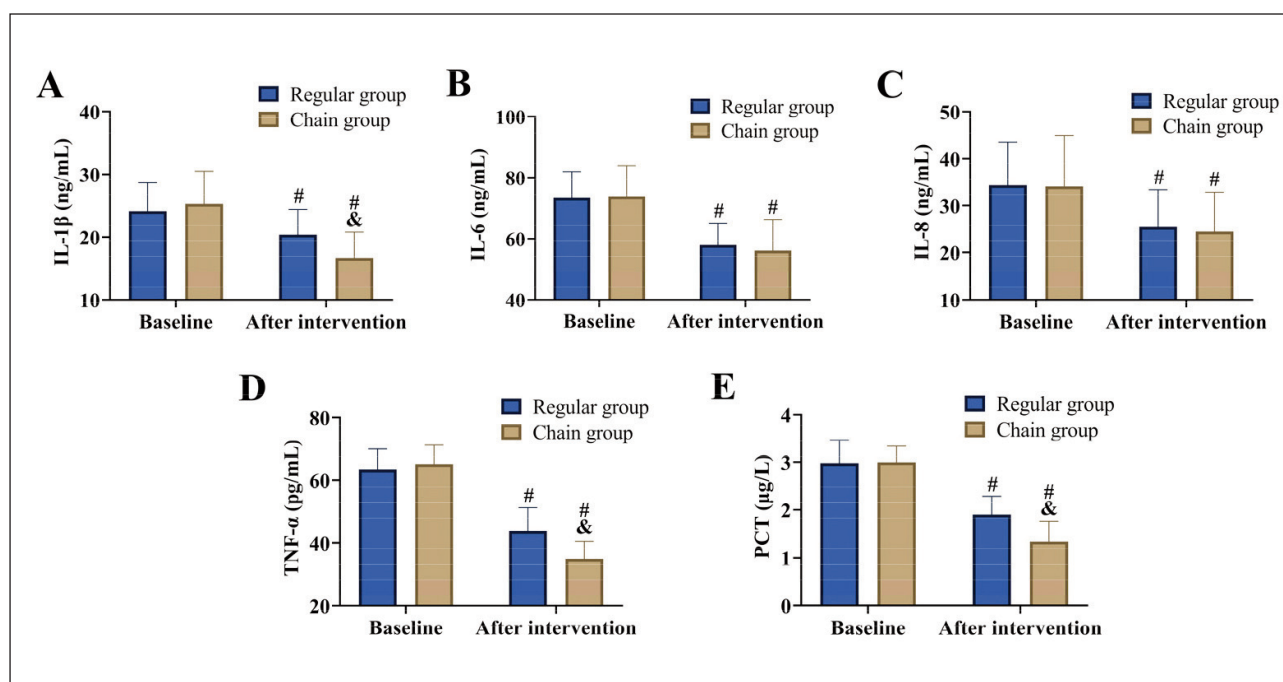 A
Regular group
Chain group
IL-1β (ng/mL)
40
30
20
10
#
#
&
Baseline
After intervention
B
Regular group
Chain group
IL-6 (ng/mL)
100
80
60
40
#
#
Baseline
After intervention
C
Regular group
Chain group
IL-8 (ng/mL)
50
40
30
20
10
#
#
Baseline
After intervention
D
Regular group
Chain group
TNF-α (pg/mL)
80
60
40
20
#
#
&
Baseline
After intervention
E
Regular group
Chain group
PCT (μg/L)
4
3
2
1
0
#
#
&
Baseline
After intervention